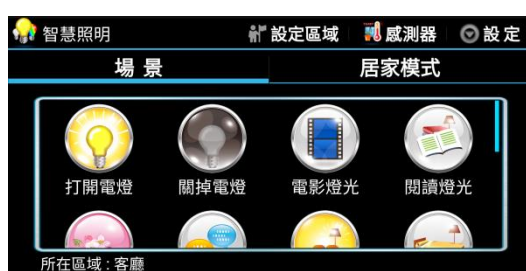 智慧照明 設定區域 感測器 設定
場景 居家模式
打開電燈 關掉電燈 電影燈光 閱讀燈光
所在區域 : 客廳